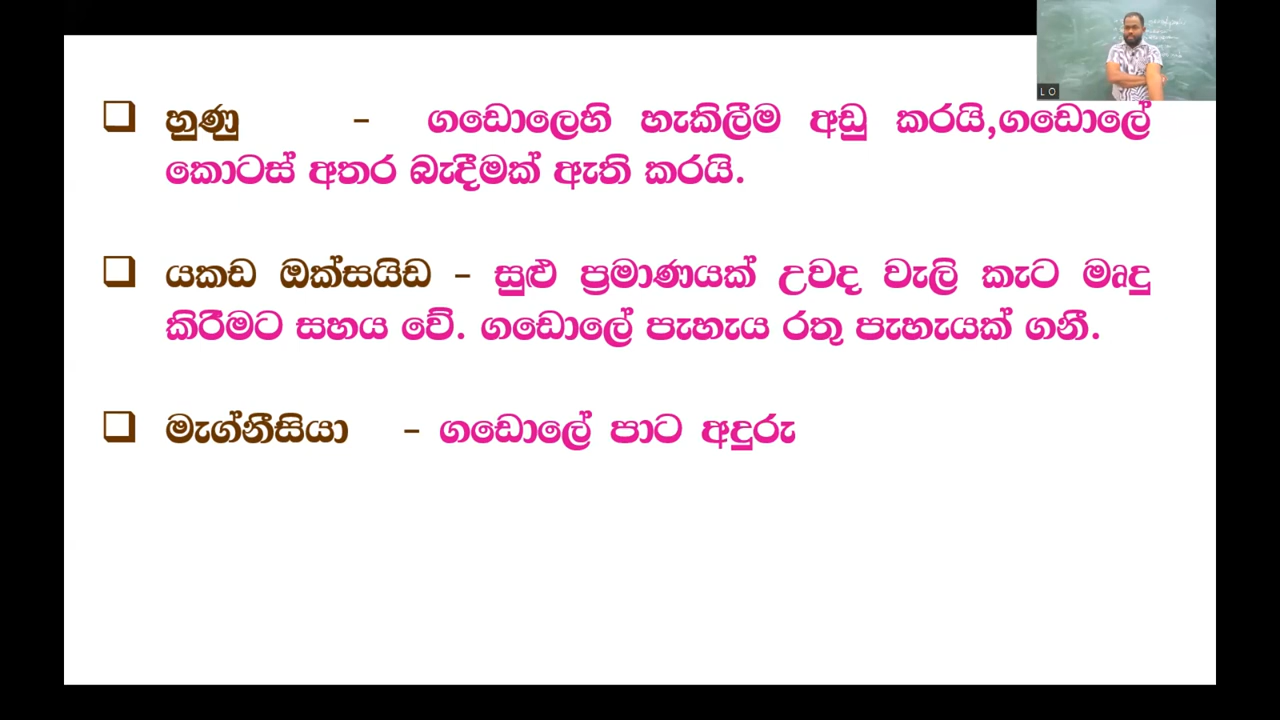 හුණු - ගඩොලෙහි හැකිලීම අඩු කරයි,ගඩොලේ
කොටස් අතර බැදීමක් ඇති කරයි.
යකඩ ඔක්සයිඩ - සුළු ප්‍රමාණයක් උවද වැලි කැට මෘදු
කිරීමට සහය වේ. ගඩොලේ පැහැය රතු පැහැයක් ගනී.
මැග්නීසියා - ගඩොලේ පාට අඳුරු
L O